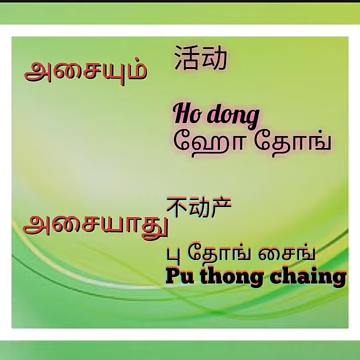 அசையும் 活动
Ho dong
ஹோ தோங்
அசையாது 不动产
பு தோங் சைங்
Pu thong chaing